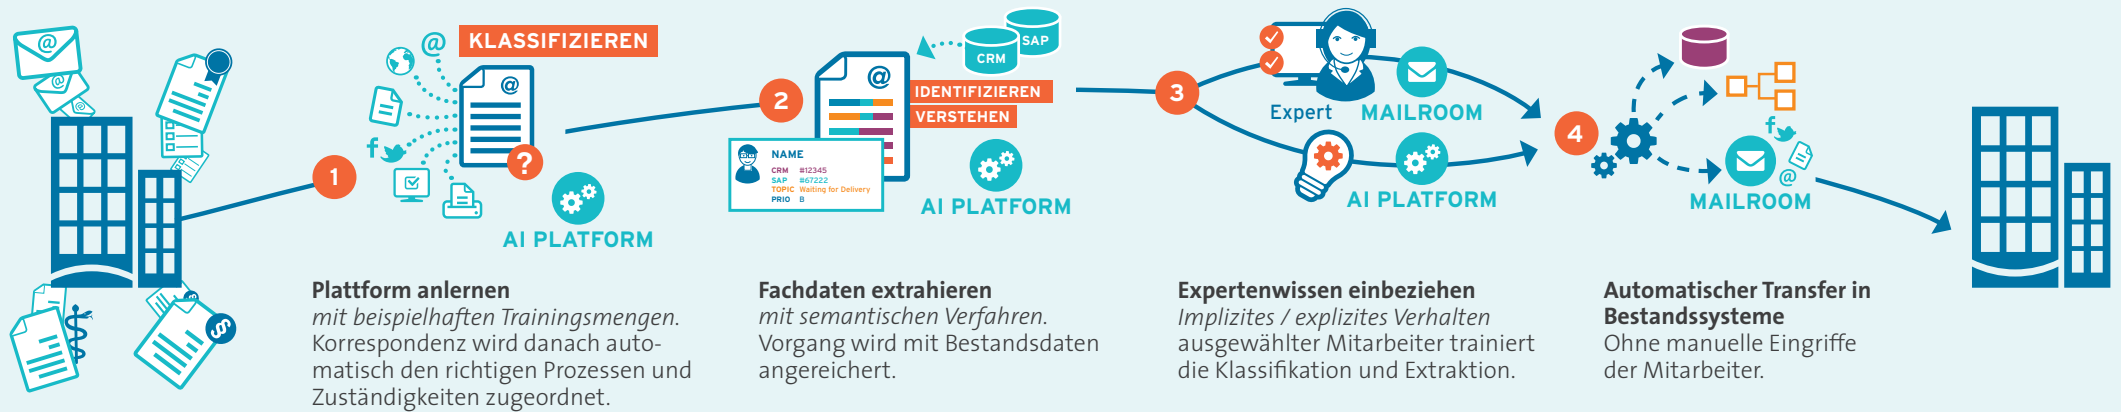 KLASSIFIZIEREN
@
@
@
@
@
?
1
AI PLATFORM
Plattform anlernen
mit beispielhaften Trainingsmengen.
Korrespondenz wird danach auto-
matisch den richtigen Prozessen und
Zuständigkeiten zugeordnet.
2
@
SAP
CRM
IDENTIFIZIEREN
VERSTEHEN
NAME
CRM #12345
SAP #67222
TOPIC Waiting for Delivery
PRIO B
AI PLATFORM
Fachdaten extrahieren
mit semantischen Verfahren.
Vorgang wird mit Bestandsdaten
angereichert.
3
Expert
MAILROOM
AI PLATFORM
Expertenwissen einbeziehen
Implizites / explizites Verhalten
ausgewählter Mitarbeiter trainiert
die Klassifikation und Extraktion.
4
@
MAILROOM
Automatischer Transfer in
Bestandssysteme
Ohne manuelle Eingriffe
der Mitarbeiter.
§